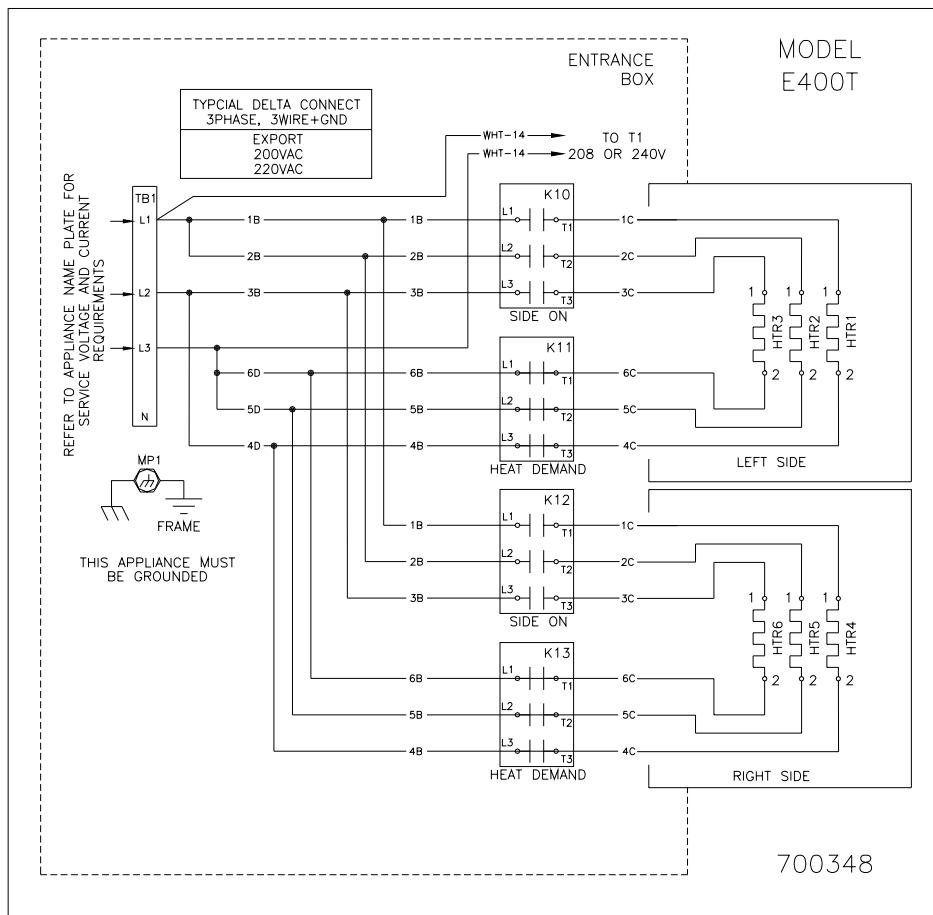 MODEL
E400T
ENTRANCE
BOX
TYPCIAL DELTA CONNECT
3PHASE, 3WIRE+GND
EXPORT
200VAC
220VAC
WHT-14
TO T1
WHT-14
208 OR 240V
REFER TO APPLIANCE NAME PLATE FOR
SERVICE VOLTAGE AND CURRENT
REQUIREMENTS
TB1
L1
L2
L3
N
1B
1B
2B
2B
3B
3B
6D
6B
5D
5B
4D
4B
K10
L1
T1
1C
L2
T2
2C
L3
T3
3C
SIDE ON
K11
L1
T1
6C
L2
T2
5C
L3
T3
4C
HEAT DEMAND
1
1
1
HTR3
HTR2
HTR1
2
2
2
LEFT SIDE
MP1
FRAME
THIS APPLIANCE MUST
BE GROUNDED
K12
1B
L1
T1
1C
2B
L2
T2
2C
3B
L3
T3
3C
SIDE ON
K13
6B
L1
T1
6C
5B
L2
T2
5C
4B
L3
T3
4C
HEAT DEMAND
1
1
1
HTR6
HTR5
HTR4
2
2
2
RIGHT SIDE
700348